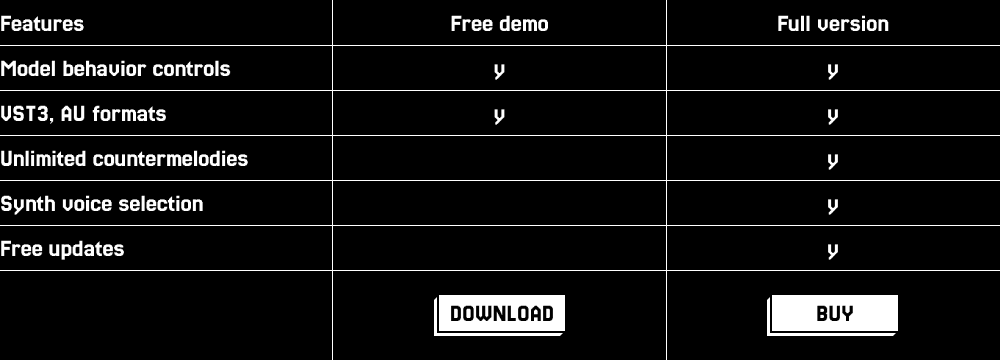 Features Free demo Full version
Model behavior controls y y
VST3, AU formats y y
Unlimited countermelodies y
Synth voice selection y
Free updates y
DOWNLOAD BUY